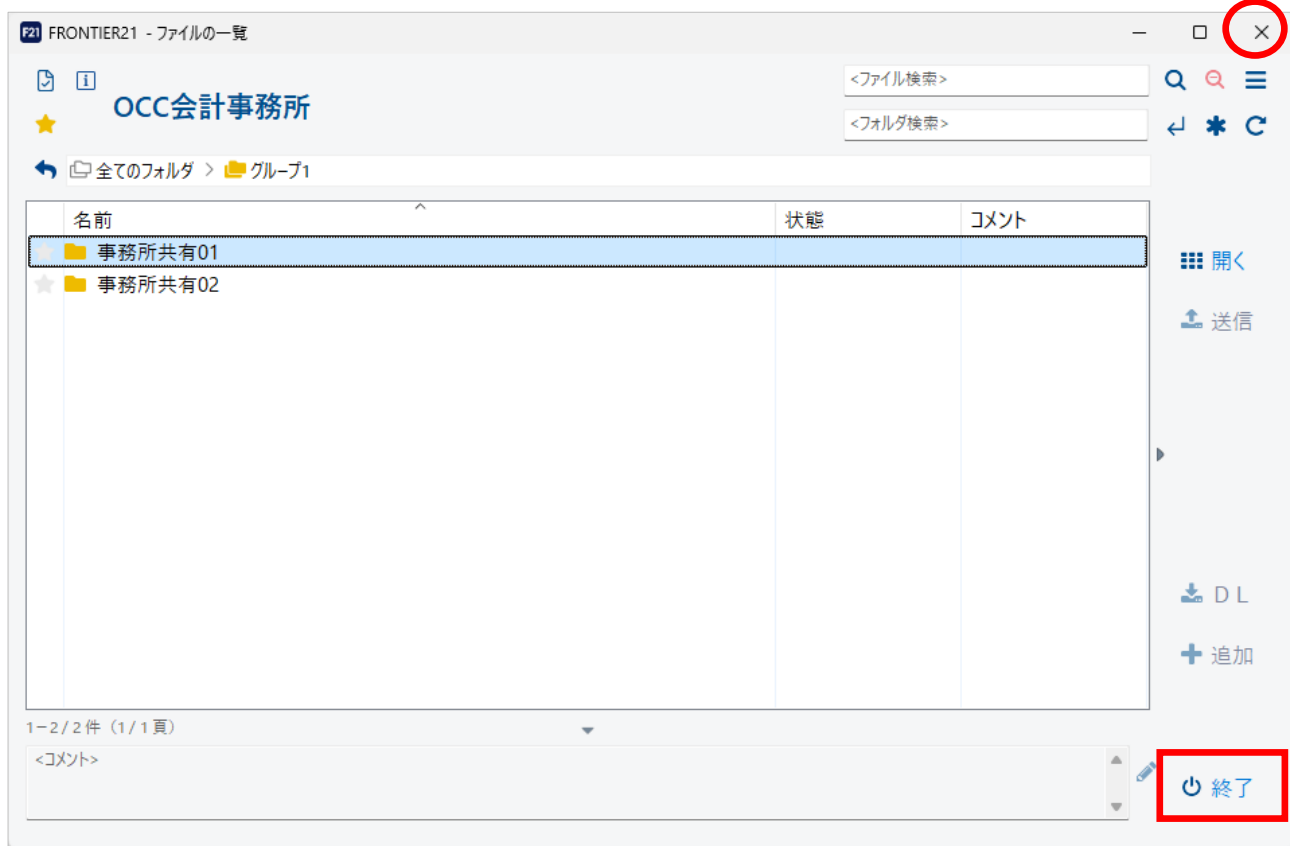 F21 FRONTIER21 - ファイルの一覧
<ファイル検索>
OCC会計事務所
<フォルダ検索>
全てのフォルダ > グループ1
名前 状態 コメント
事務所共有01
開く
事務所共有02
送信
DL
追加
1-2/2件（1/1頁）
<コメント>
終了